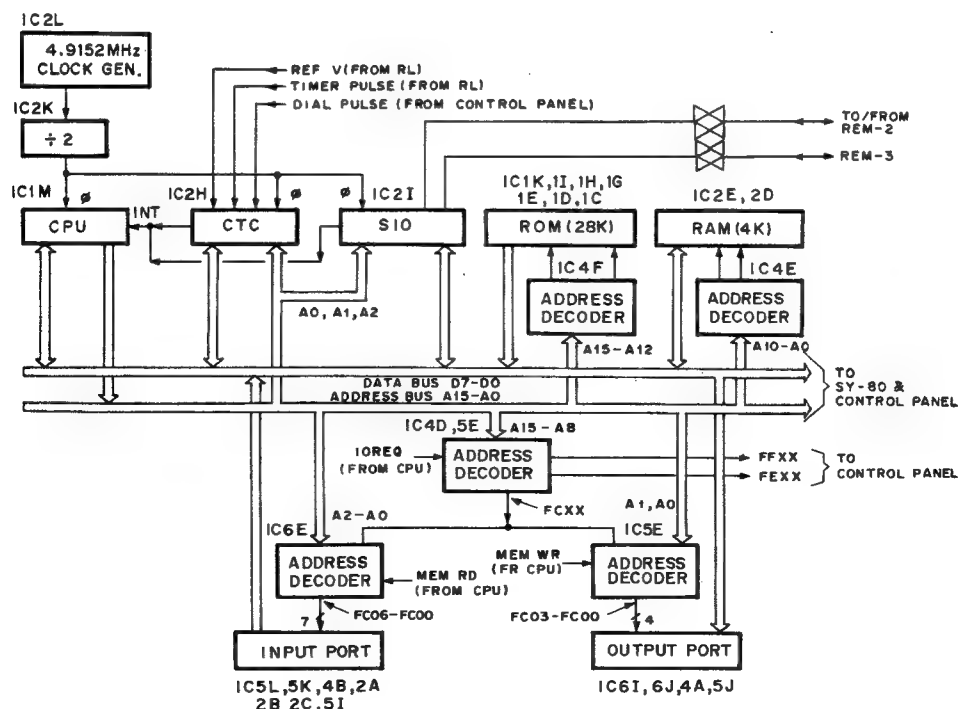 IC2L
4.9152MHz
CLOCK GEN.
REF V (FROM RL)
TIMER PULSE (FROM RL)
DIAL PULSE (FROM CONTROL PANEL)
IC2K
÷2
TO/FROM
REM-2
REM-3
IC1M
INT
IC2H
ø
ø
ø
IC2I
IC1K, 1I, 1H, 1G
1E, 1D, 1C
IC2E, 2D
CPU
CTC
SIO
ROM (28K)
RAM (4K)
IC4F
IC4E
ADDRESS
DECODER
ADDRESS
DECODER
A0, A1, A2
A15-A12
A10-A0
DATA BUS D7-D0
ADDRESS BUS A15-A0
TO
SY-80 &
CONTROL PANEL
IC4D, 5E
A15-A8
IOREQ
(FROM CPU)
ADDRESS
DECODER
FFXX
FEXX
TO
CONTROL PANEL
FCXX
A2-A0
A1, A0
IC6E
IC5E
ADDRESS
DECODER
MEM RD
(FROM CPU)
MEM WR
(FR CPU)
ADDRESS
DECODER
7
FC06-FC00
FC03-FC00
4
INPUT PORT
OUTPUT PORT
IC5L, 5K, 4B, 2A
2B 2C, 5I
IC6I, 6J, 4A, 5J